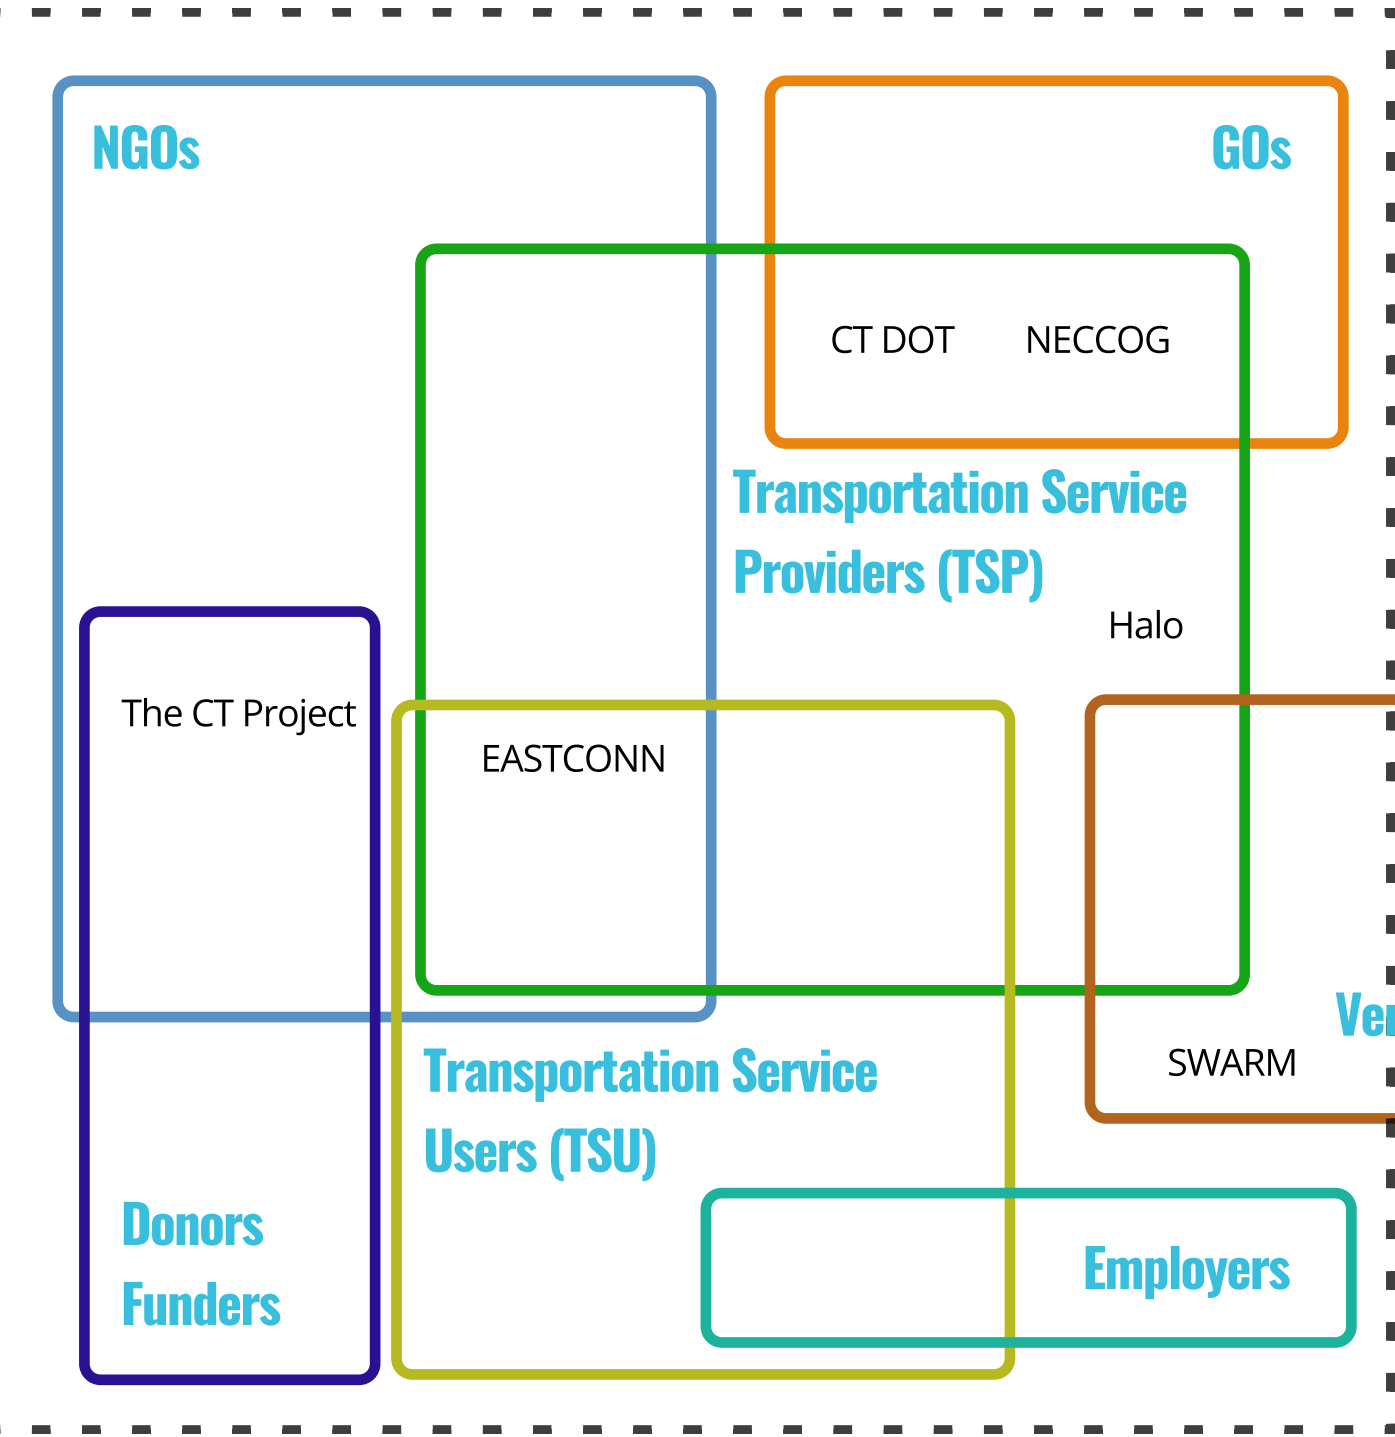 NGOs
GOs
CT DOT
NECCOG
Transportation Service
Providers (TSP)
Halo
The CT Project
EASTCONN
SWARM
Transportation Service
Users (TSU)
Donors
Funders
Employers